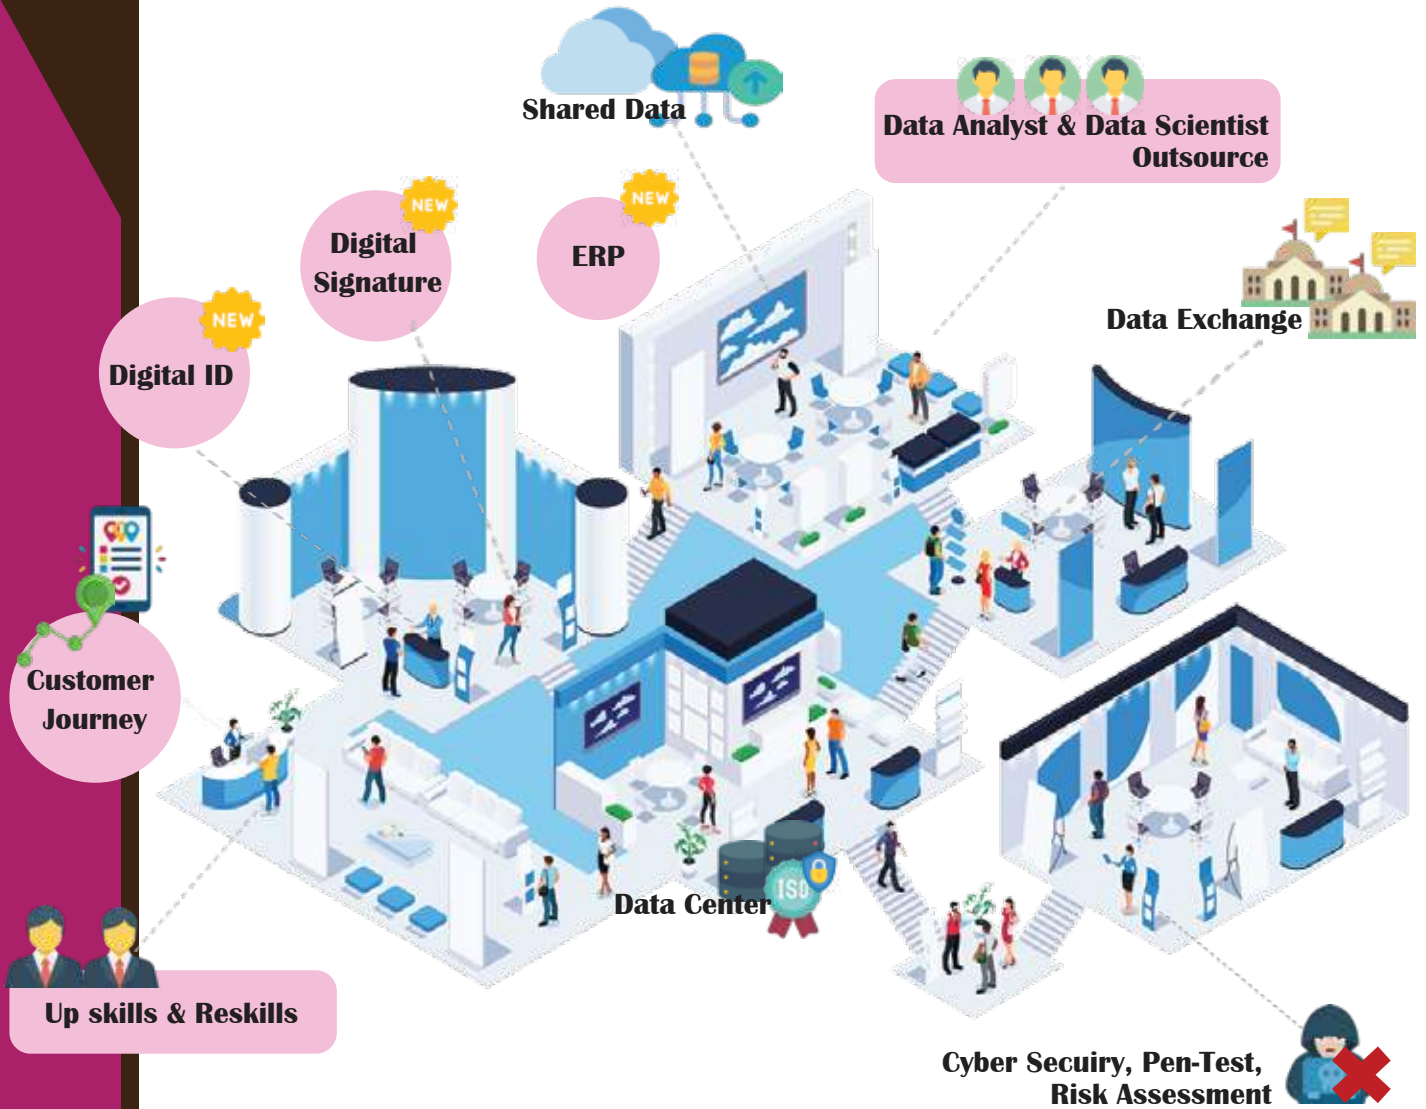 Shared Data
Data Analyst & Data Scientist
Outsource
NEW
Digital
Signature
NEW
ERP
NEW
Digital ID
Data Exchange
Customer
Journey
Data Center
ISO
Up skills & Reskills
Cyber Secuiry, Pen-Test,
Risk Assessment